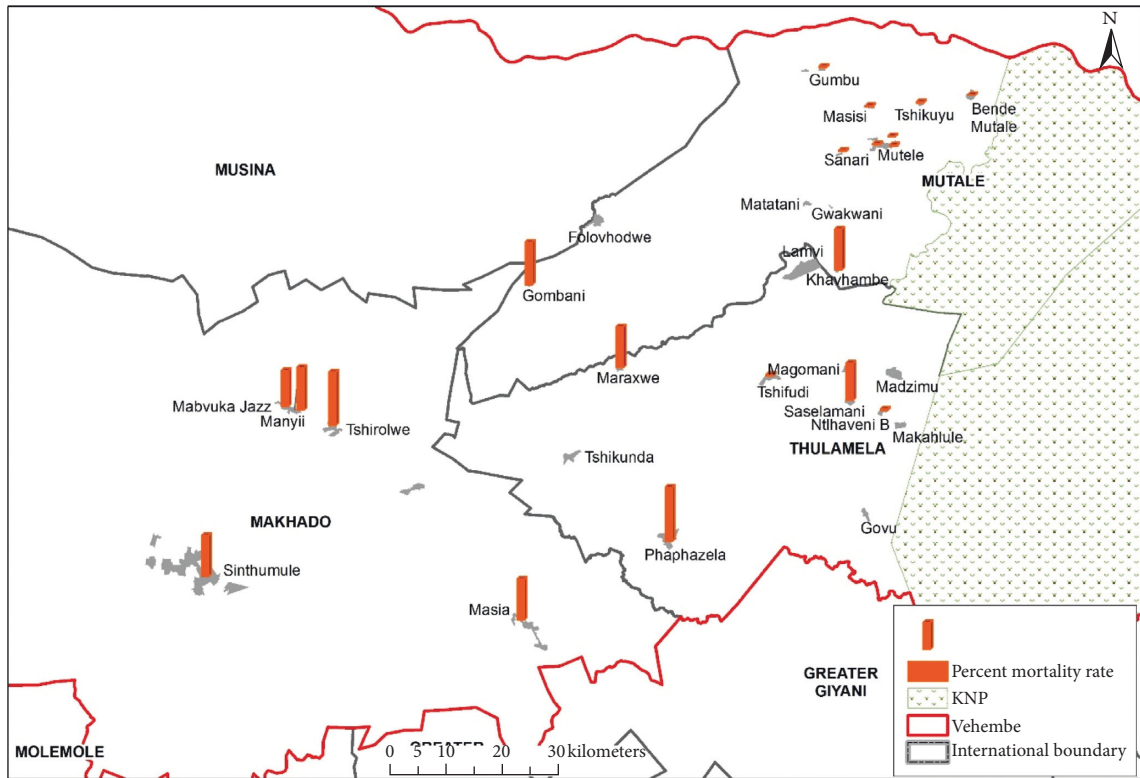 N
Gumbu
Masisi
Tshikuyu
Bende
Mutale
Sanari
Mutele
MUSINA
MUTALE
Matatani
Gwakwani
Folovhodwe
Lamvi
Khavhambe
Gombani
Maraxwe
Magomani
Tshifudi
Madzimu
Mabvuka Jazz
Manyii
Saselamani
Ntlhaveni B
Makahlule
Tshirolwe
THULAMELA
Tshikunda
MAKHADO
Govu
Phaphazela
Sinthumule
Masia
GREATER
GIYANI
Percent mortality rate
KNP
Vehembe
International boundary
MOLEMOLE
0 5 10 20 30 kilometers